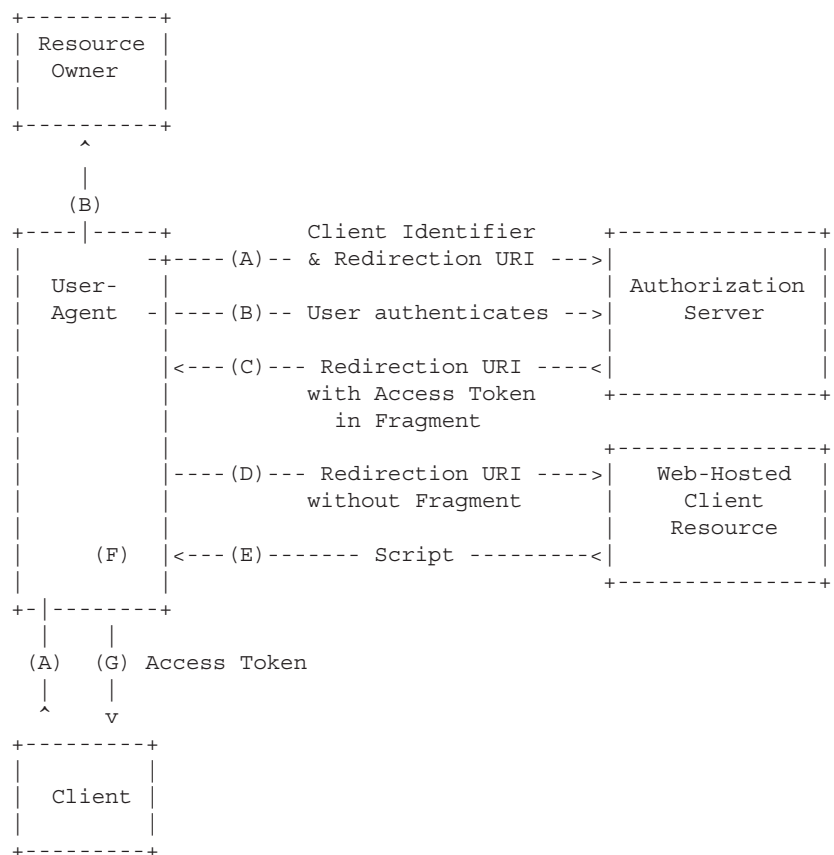 +----------+
| Resource |
|  Owner   |
|          |
+----------+
     ^
     |
    (B)
+----|-----+          Client Identifier     +---------------+
|         -+----(A)-- & Redirection URI --->|               |
|  User-   |                                | Authorization |
|  Agent  -|----(B)-- User authenticates -->|     Server    |
|          |                                |               |
|          |<---(C)--- Redirection URI ----<|               |
|          |          with Access Token     +---------------+
|          |            in Fragment
|          |                                +---------------+
|          |----(D)--- Redirection URI ---->|   Web-Hosted  |
|          |          without Fragment      |     Client    |
|          |                                |    Resource   |
|     (F)  |<---(E)------- Script ---------<|               |
|          |                                +---------------+
+-|--------+
  |    |
 (A)  (G) Access Token
  |    |
  ^    v
+---------+
|         |
|  Client |
|         |
+---------+